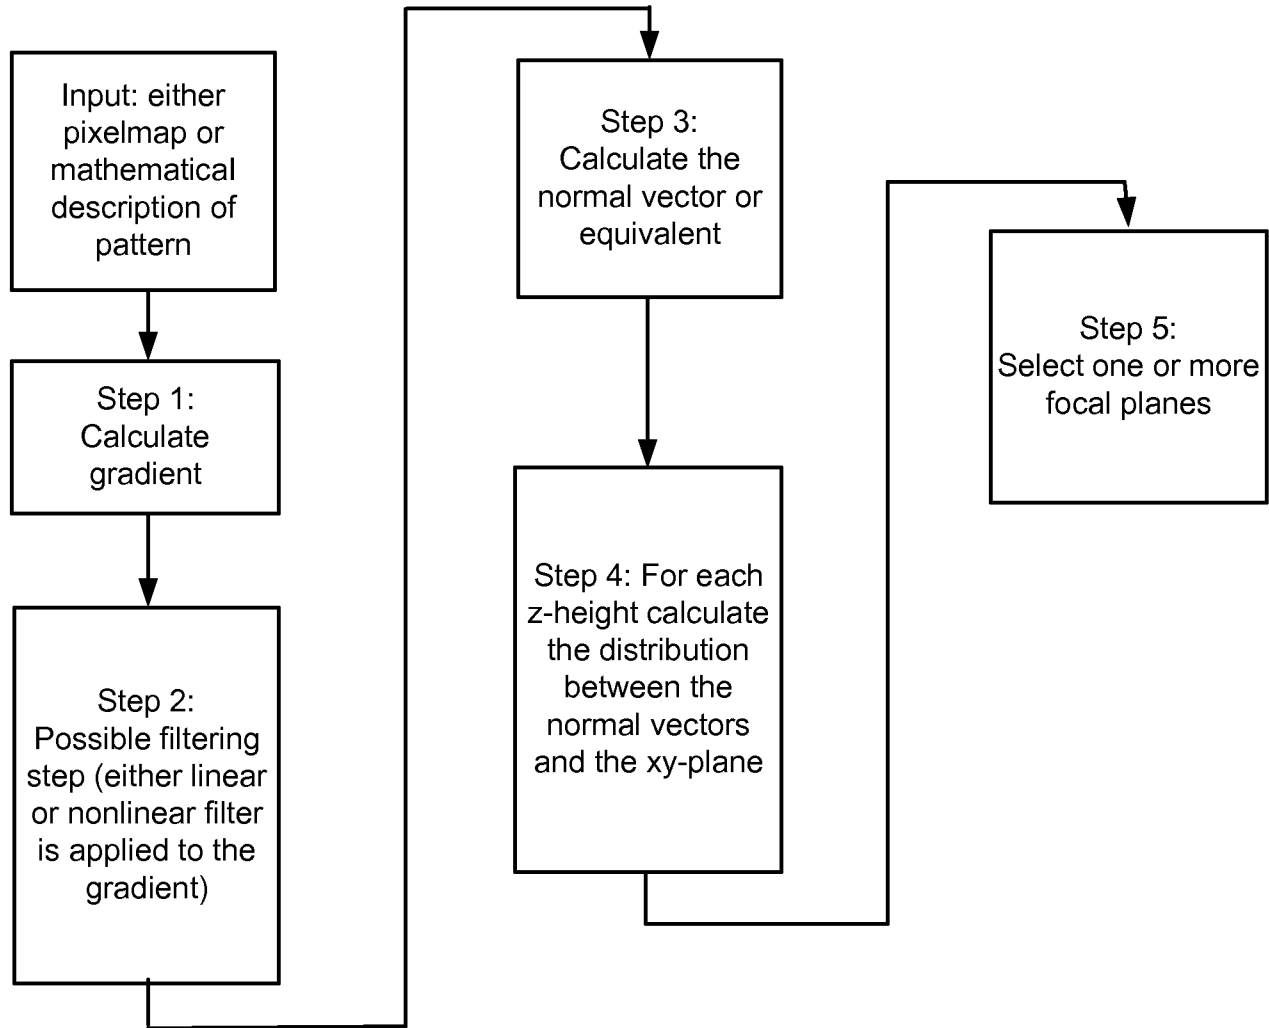 Input: either
pixelmap or
mathematical
description of
pattern
Step 1:
Calculate
gradient
Step 2:
Possible filtering
step (either linear
or nonlinear filter
is applied to the
gradient)
Step 3:
Calculate the
normal vector or
equivalent
Step 4: For each
z-height calculate
the distribution
between the
normal vectors
and the xy-plane
Step 5:
Select one or more
focal planes